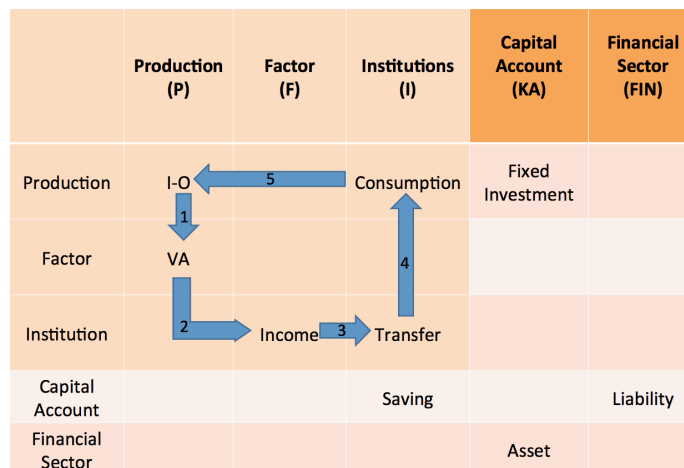 Production (P)
Factor (F)
Institutions (I)
Capital Account (KA)
Financial Sector (FIN)
Production
I-O
5
Consumption
Fixed Investment
1
Factor
VA
4
Institution
2
Income
3
Transfer
Capital Account
Saving
Liability
Financial Sector
Asset